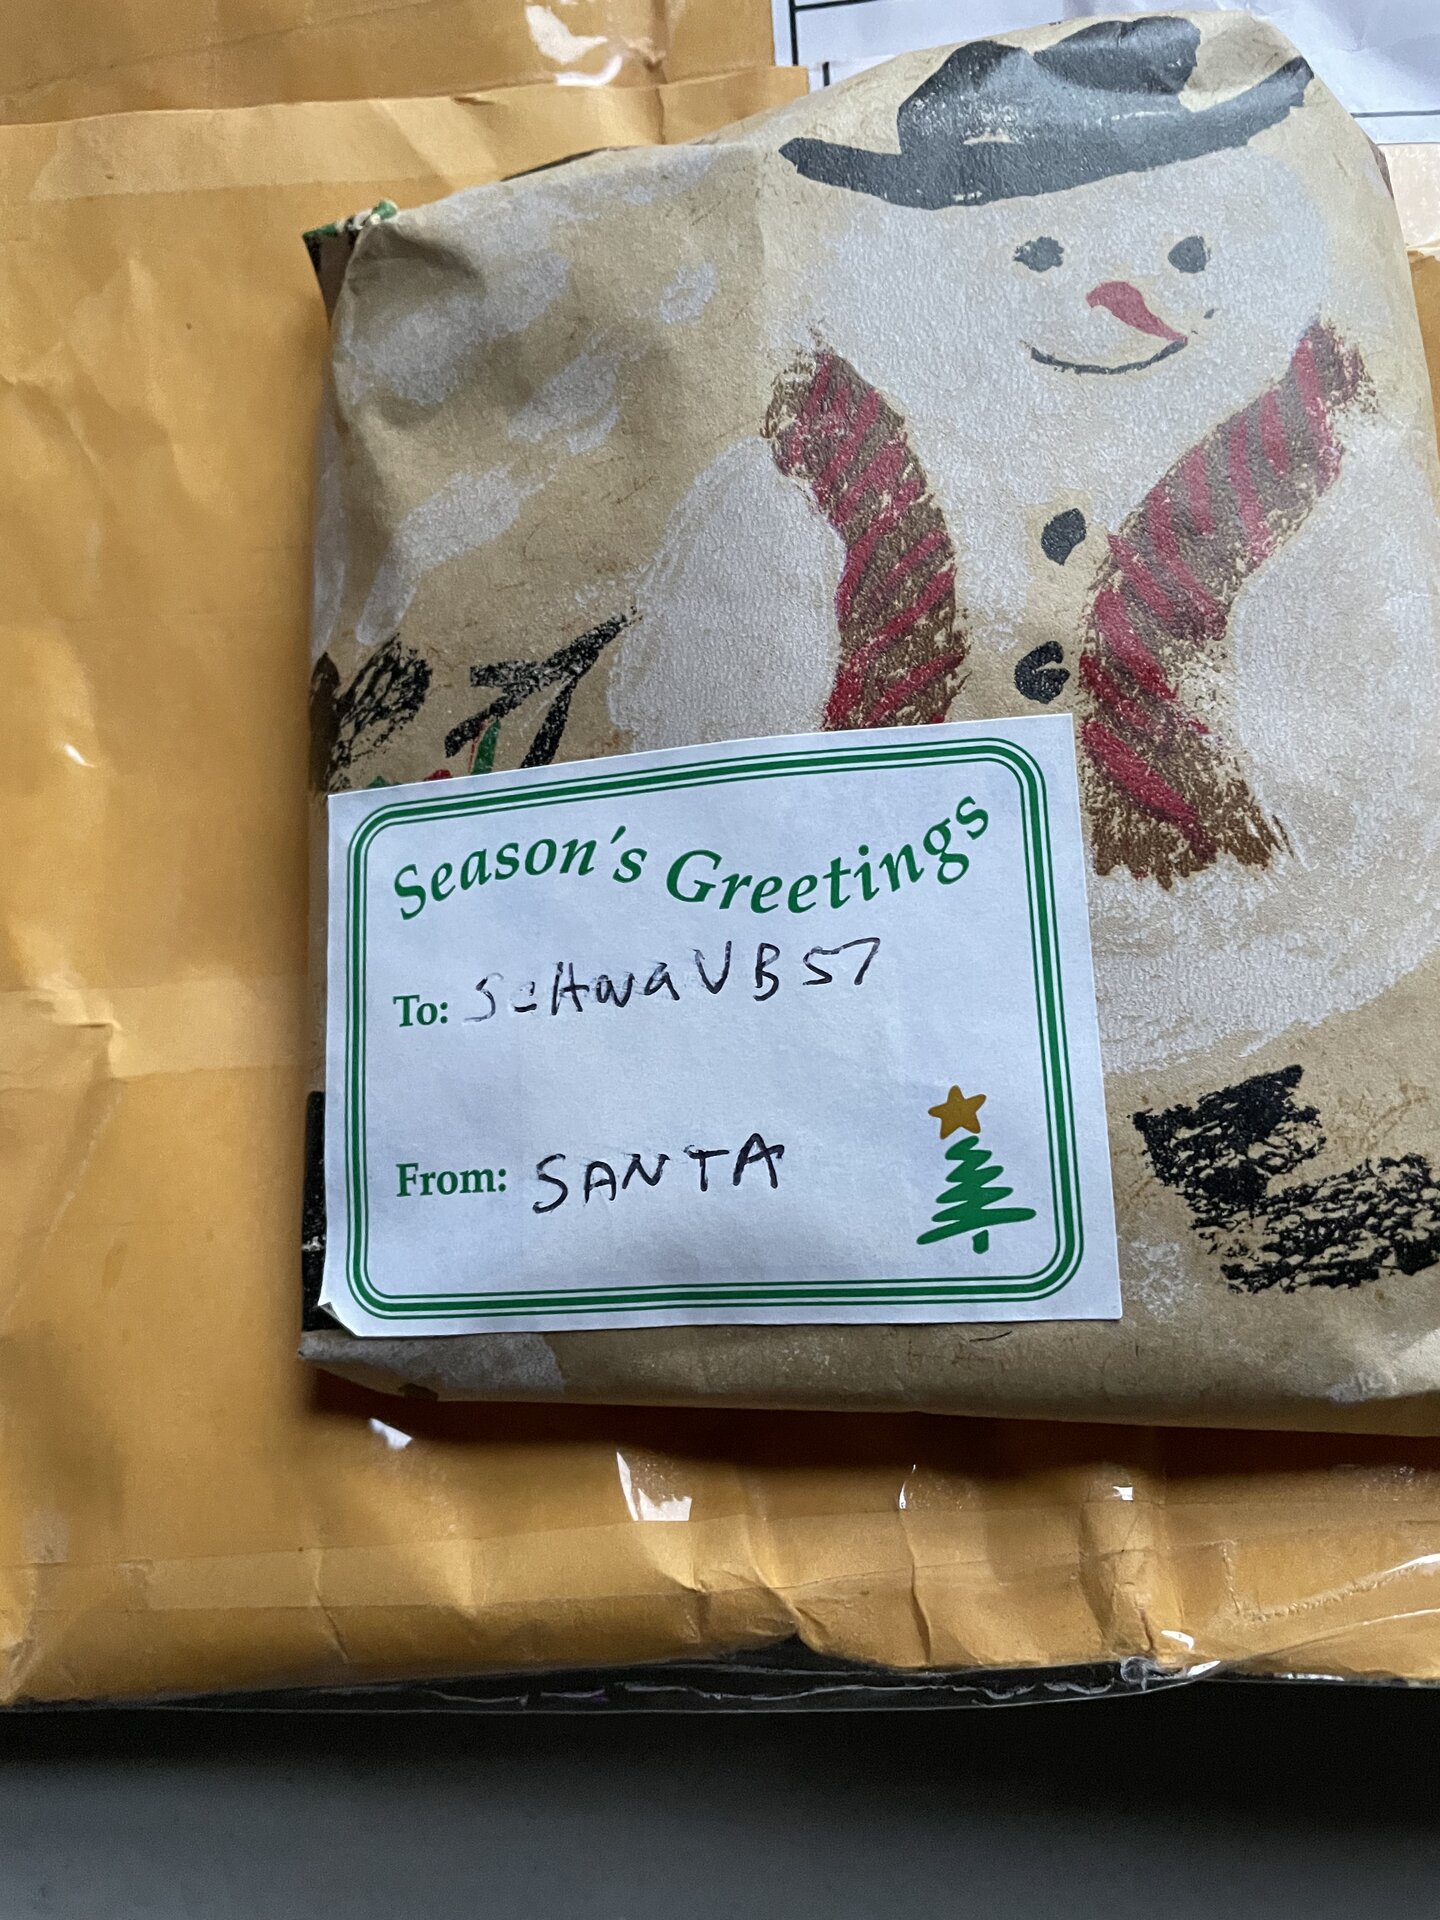 Season's Greetings
To: ScHwaVB57
From: SANTA